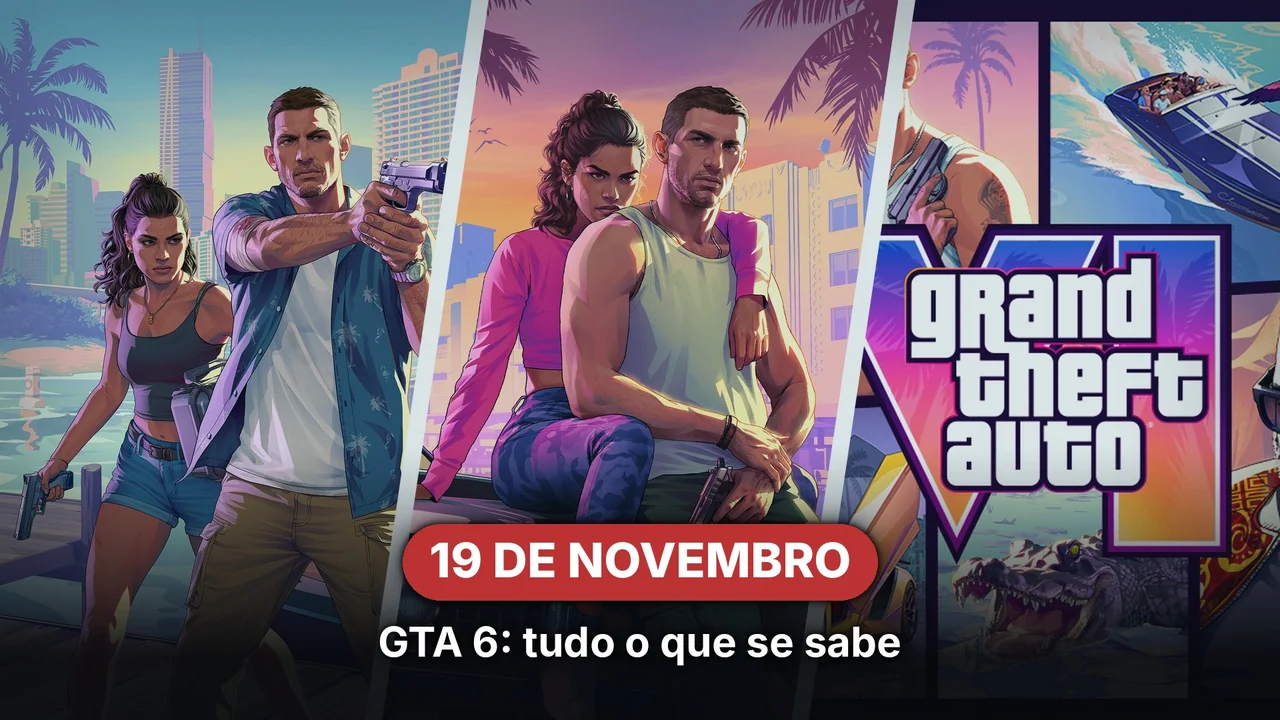 VI
grand
theft
auto
19 DE NOVEMBRO
GTA 6: tudo o que se sabe